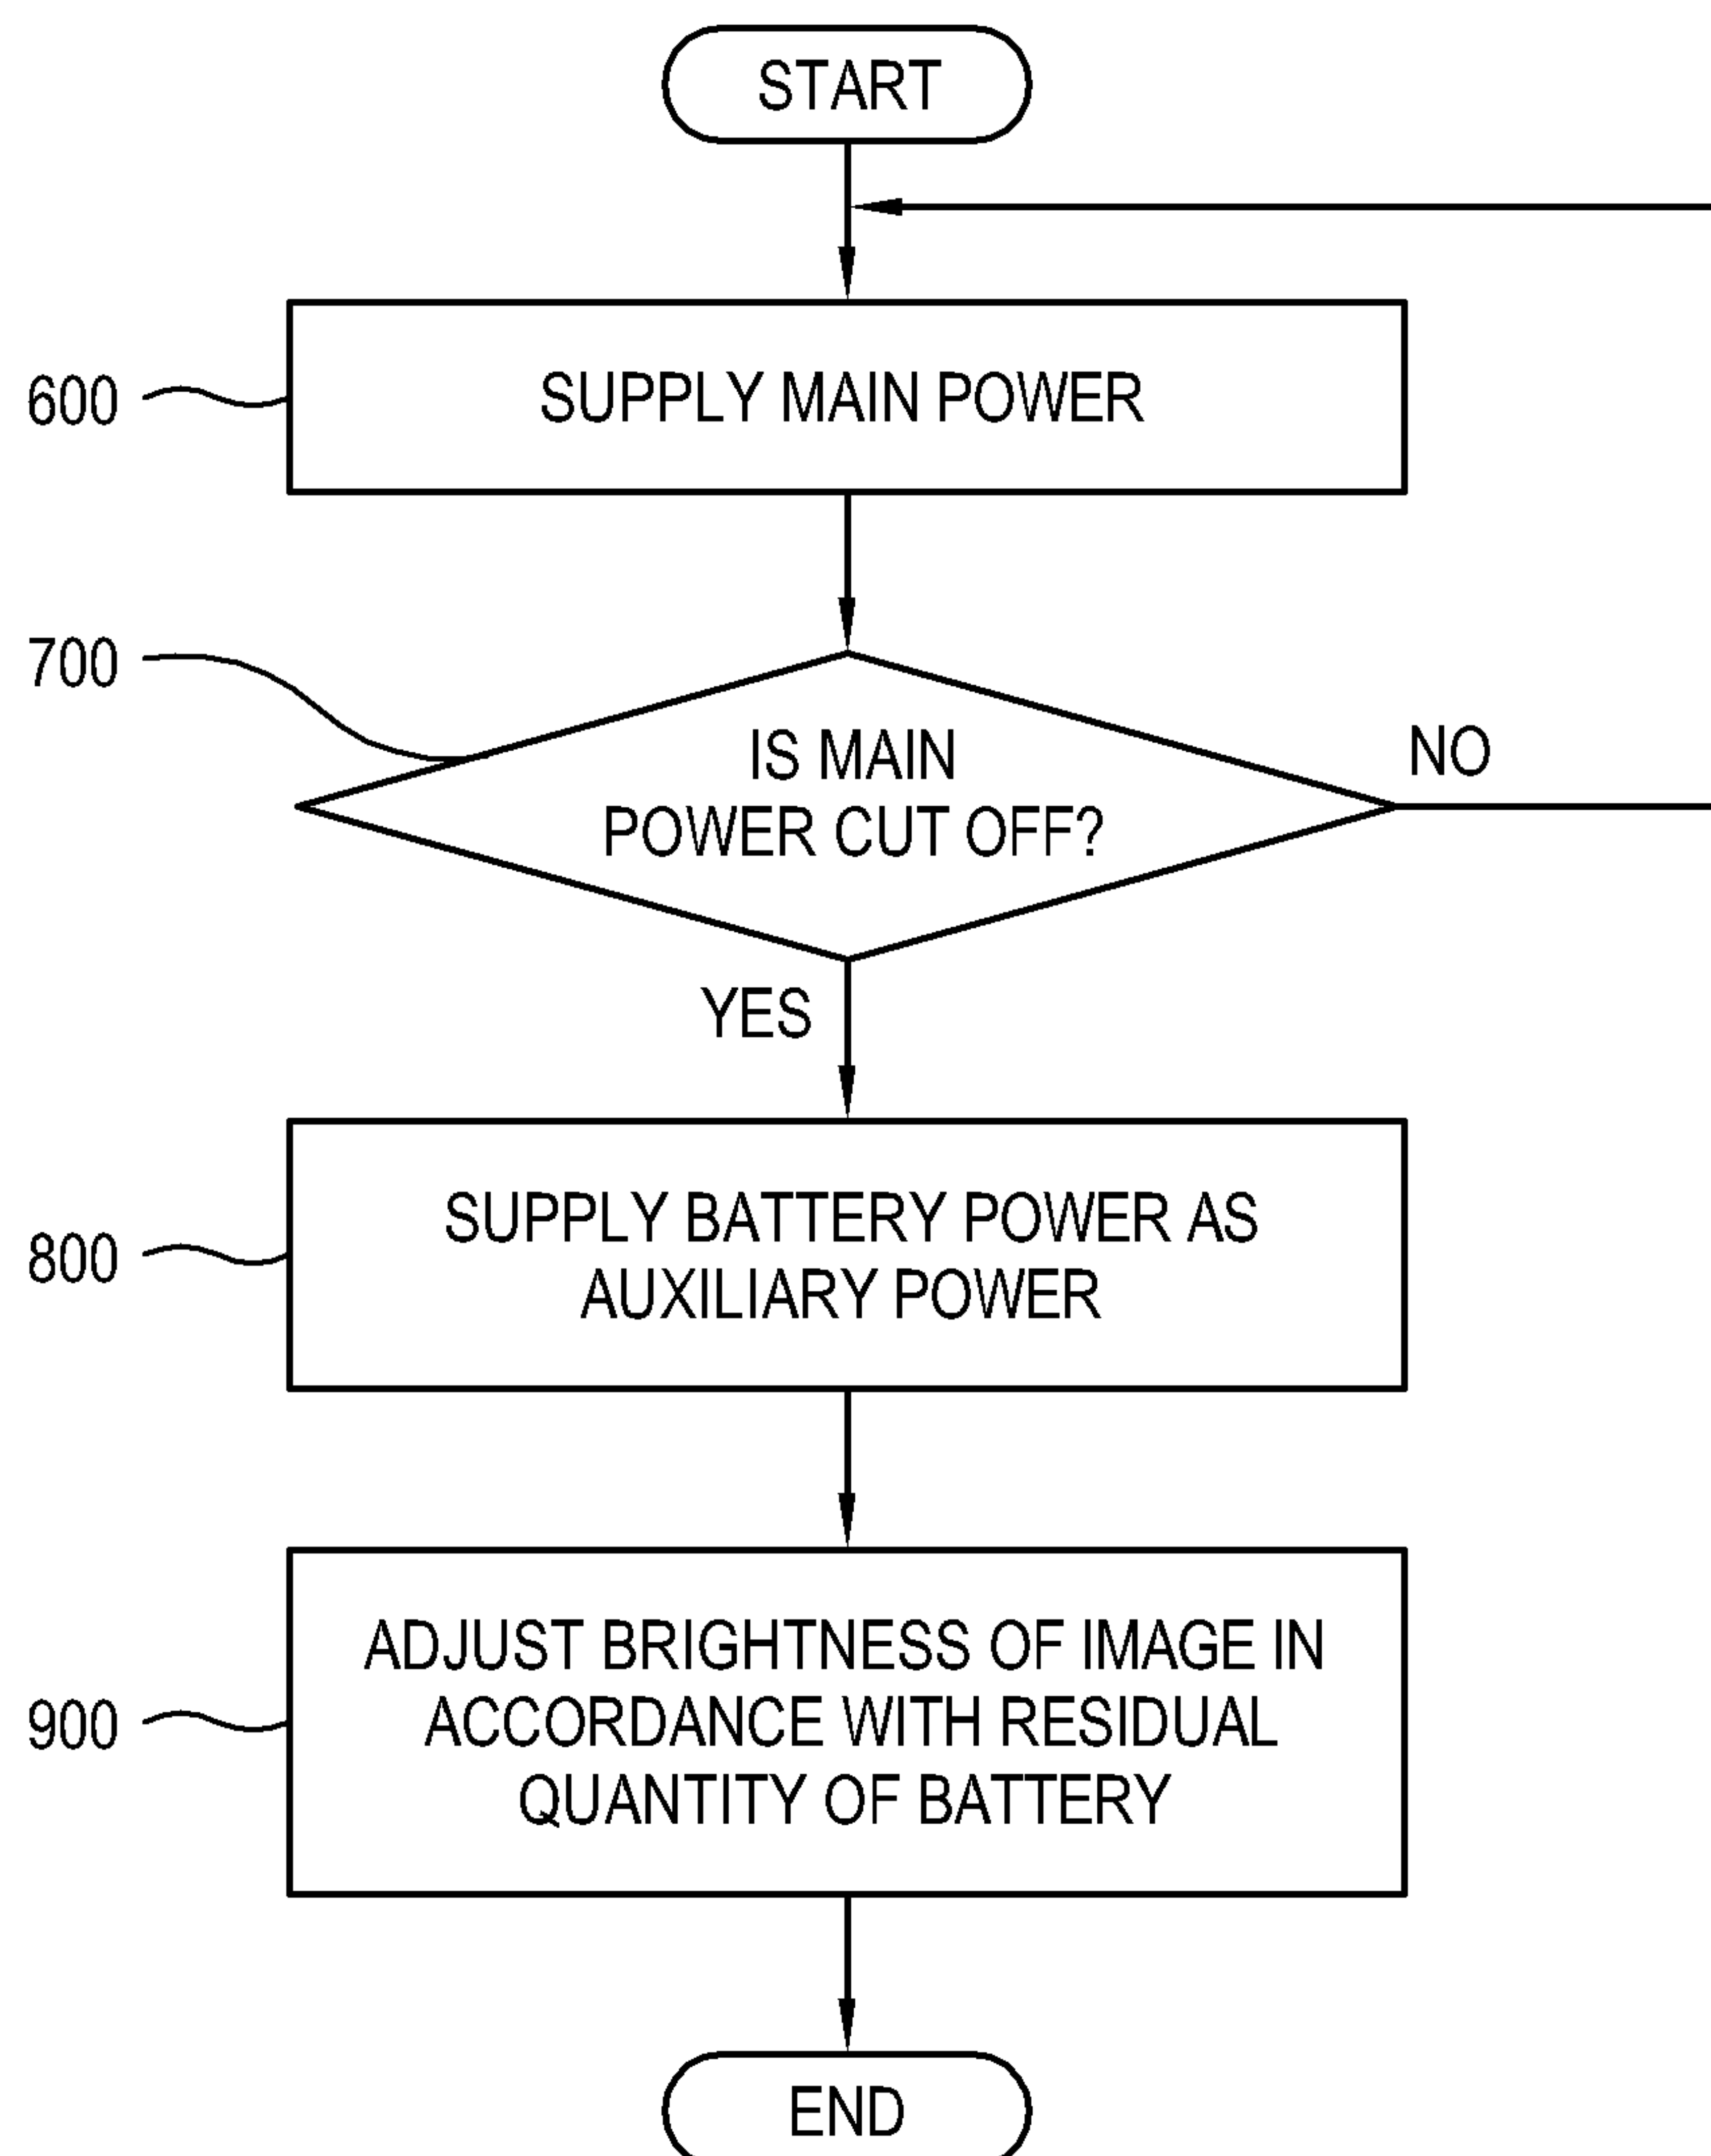 START
600
SUPPLY MAIN POWER
700
IS MAIN
POWER CUT OFF?
NO
YES
800
SUPPLY BATTERY POWER AS
AUXILIARY POWER
900
ADJUST BRIGHTNESS OF IMAGE IN
ACCORDANCE WITH RESIDUAL
QUANTITY OF BATTERY
END